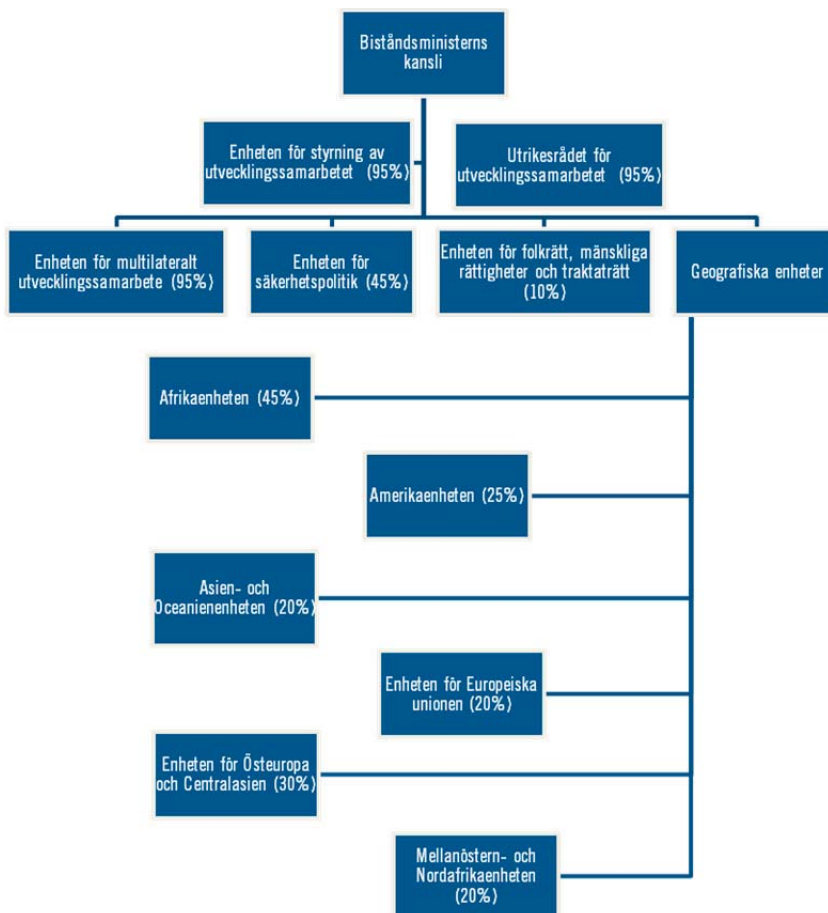 Biståndsministerns
kansli
Enheten för styrning av
utvecklingssamarbetet (95%)
Utrikesrådet för
utvecklingssamarbetet (95%)
Enheten för multilateralt
utvecklingssamarbete (95%)
Enheten för
säkerhetspolitik (45%)
Enheten för folkrätt, mänskliga
rättigheter och traktaträtt
(10%)
Geografiska enheter
Afrikaenheten (45%)
Amerikaenheten (25%)
Asien- och
Oceanienenheten (20%)
Enheten för Europeiska
unionen (20%)
Enheten för Östeuropa
och Centralasien (30%)
Mellanöstern- och
Nordafrikaenheten
(20%)